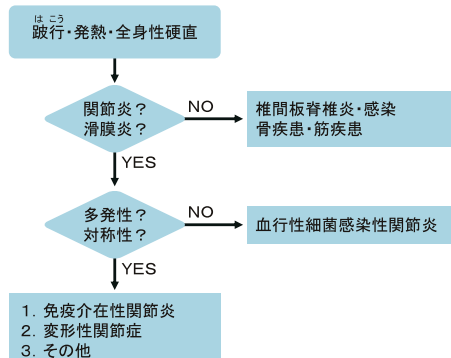 はこう
跛行・発熱・全身性硬直
関節炎？
滑膜炎？
NO
椎間板脊椎炎・感染
骨疾患・筋疾患
YES
多発性？
対称性？
NO
血行性細菌感染性関節炎
YES
1. 免疫介在性関節炎
2. 変形性関節症
3. その他